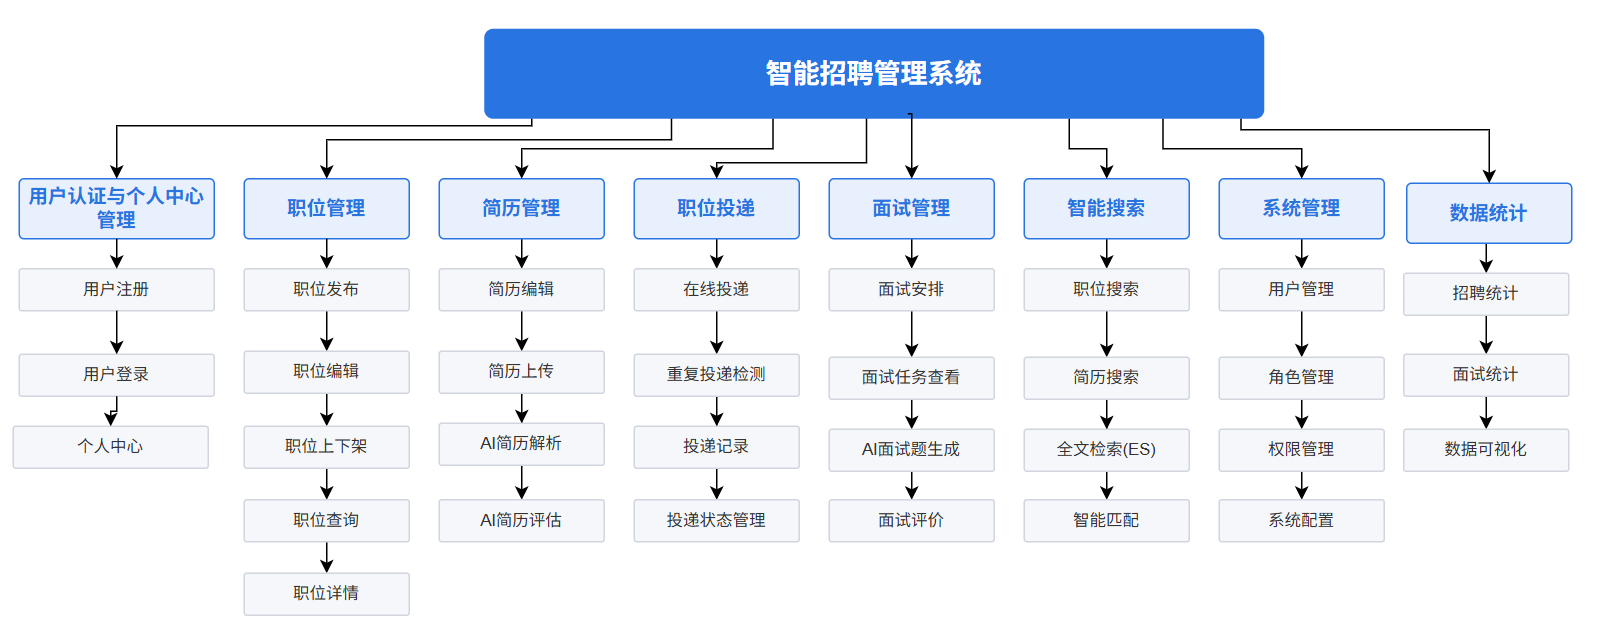 智能招聘管理系统
用户认证与个人中心
管理
职位管理
简历管理
职位投递
面试管理
智能搜索
系统管理
数据统计
用户注册
职位发布
简历编辑
在线投递
面试安排
职位搜索
用户管理
招聘统计
用户登录
职位编辑
简历上传
重复投递检测
面试任务查看
简历搜索
角色管理
面试统计
个人中心
职位上下架
AI简历解析
投递记录
AI面试题生成
全文检索(ES)
权限管理
数据可视化
职位查询
AI简历评估
投递状态管理
面试评价
智能匹配
系统配置
职位详情